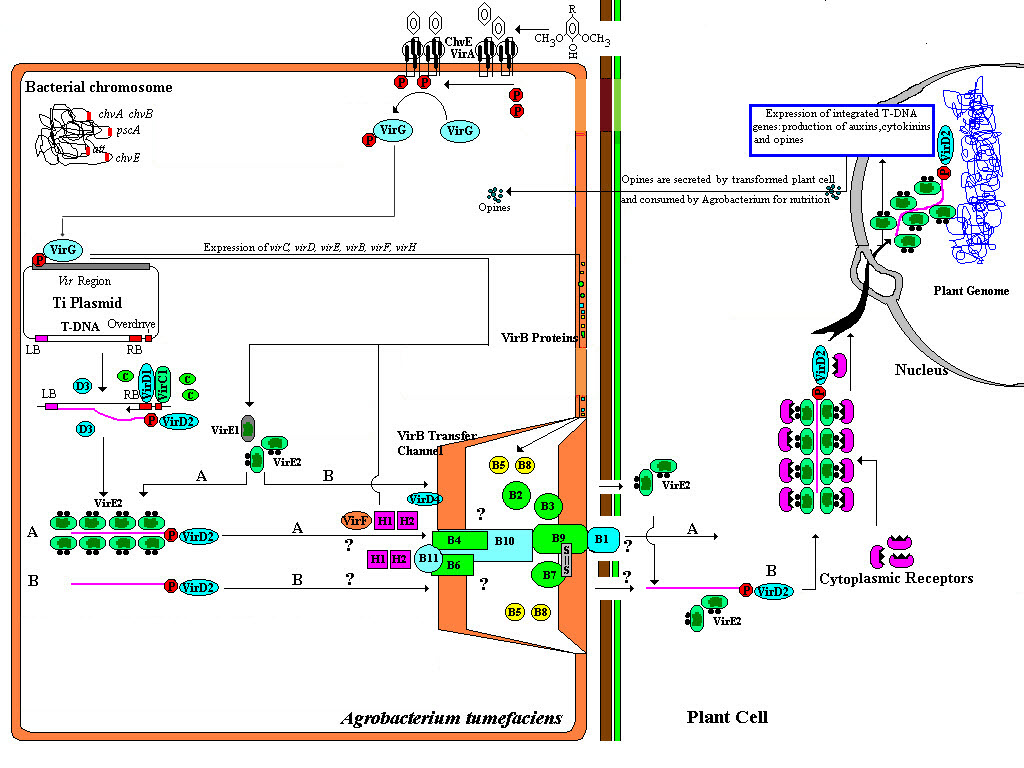 R
CH₃O
OCH₃
HO
ChvE
VirA
P
P
P
P
VirG
VirG
P
Bacterial chromosome
chvA chvB
pscA
att
chvE
Expression of integrated T-DNA
genes:production of auxins,cytokinins
and opines
VirD2
P
Opines are secreted by transformed plant cell
and consumed by Agrobacterium for nutrition
Opines
VirG
P
Expression of virC, virD, virE, virB, virF, virH
Vir Region
Ti Plasmid
T-DNA
Overdrive
LB
RB
VirB Proteins
Plant Genome
Nucleus
D3
C
VirD1
VirC1
C
C
LB
RB
P
VirD2
D3
VirE1
VirE2
VirB Transfer
Channel
A
B
VirE2
VirD4
B5
B8
B2
B3
?
VirE2
VirD2
P
VirF
H1
H2
A
P
VirD2
A
?
B4
B10
B9
B1
?
A
H1
H2
B11
B6
S
S
B7
B
P
VirD2
B
?
?
?
P
VirD2
B
Cytoplasmic Receptors
B5
B8
VirE2
Agrobacterium tumefaciens
Plant Cell